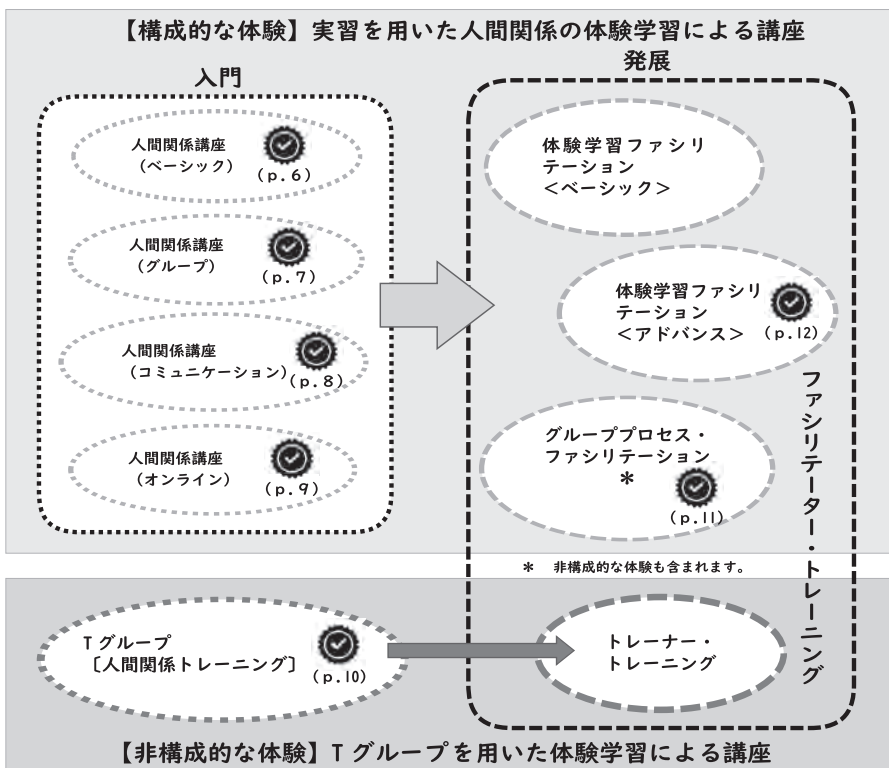 【構成的な体験】実習を用いた人間関係の体験学習による講座
入門
人間関係講座
（ベーシック）
（p.6）
人間関係講座
（グループ）
（p.7）
人間関係講座
（コミュニケーション）
（p.8）
人間関係講座
（オンライン）
（p.9）
発展
体験学習ファシリ
テーション
＜ベーシック＞
体験学習ファシリ
テーション
＜アドバンス＞
（p.12）
グループプロセス・
ファシリテーション
＊
（p.11）
ファシリテーター・トレーニング
＊　非構成的な体験も含まれます。
Tグループ
〔人間関係トレーニング〕
（p.10）
トレーナー・
トレーニング
【非構成的な体験】Tグループを用いた体験学習による講座